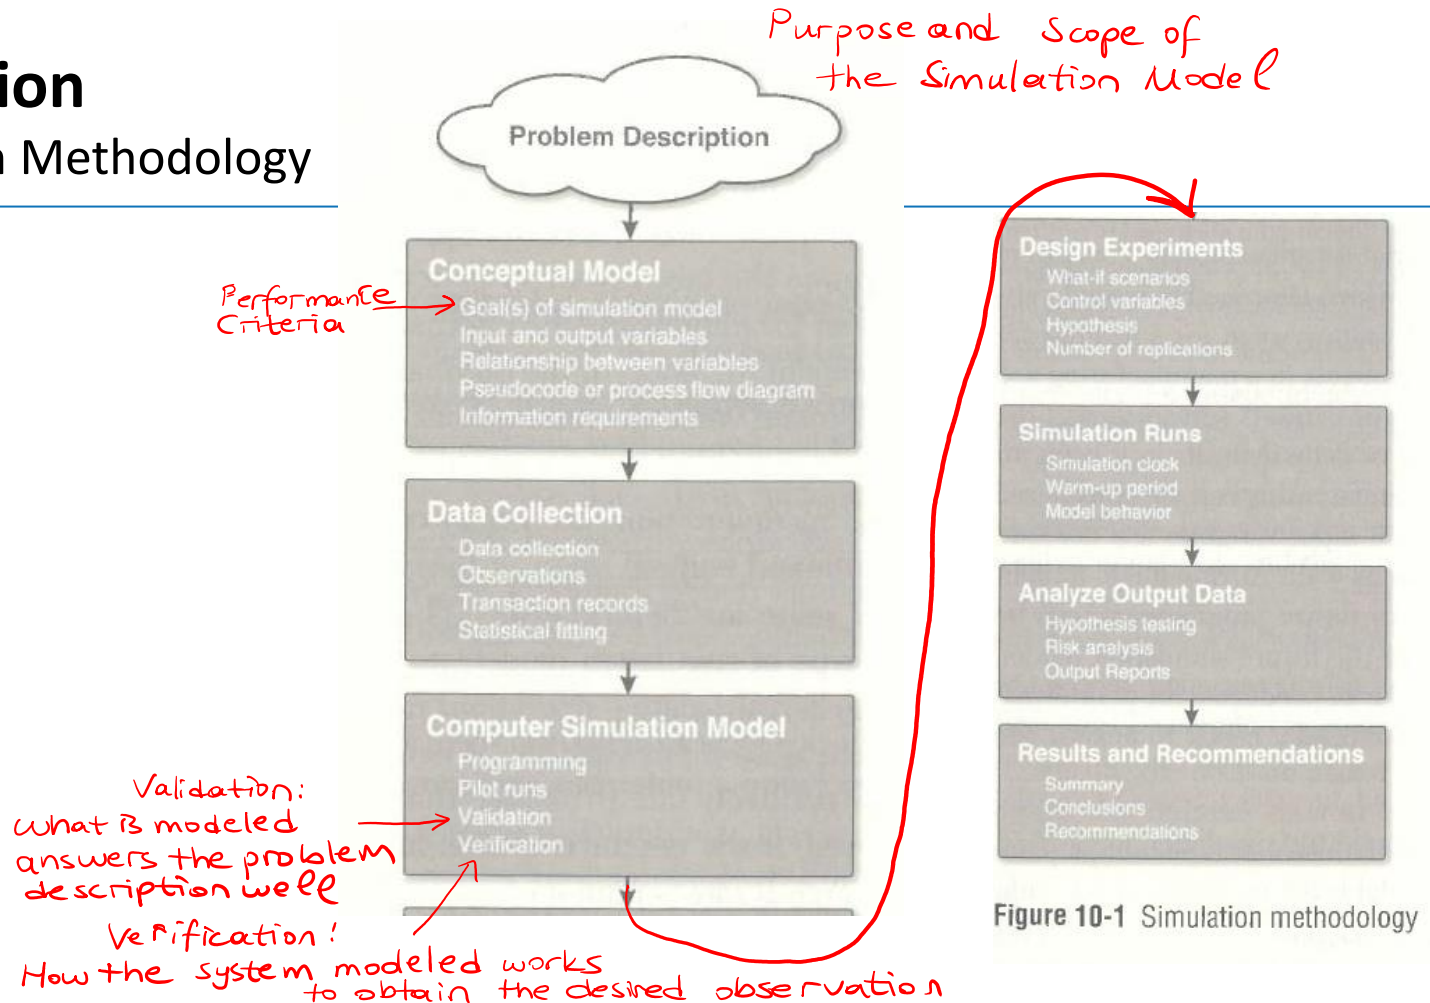 ion
n Methodology
Purpose and Scope of
the Simulation Model
Problem Description
Conceptual Model
Goal(s) of simulation model
Input and output variables
Relationship between variables
Pseudocode or process flow diagram
Information requirements
Performance
Criteria
Data Collection
Data collection
Observations
Transaction records
Statistical fitting
Computer Simulation Model
Programming
Pilot runs
Validation
Verification
Validation:
what is modeled
answers the problem
description well
Verification:
How the system modeled works
to obtain the desired observation
Design Experiments
What-if scenarios
Control variables
Hypothesis
Number of replications
Simulation Runs
Simulation clock
Warm-up period
Model behavior
Analyze Output Data
Hypothesis testing
Risk analysis
Output Reports
Results and Recommendations
Summary
Conclusions
Recommendations
Figure 10-1 Simulation methodology